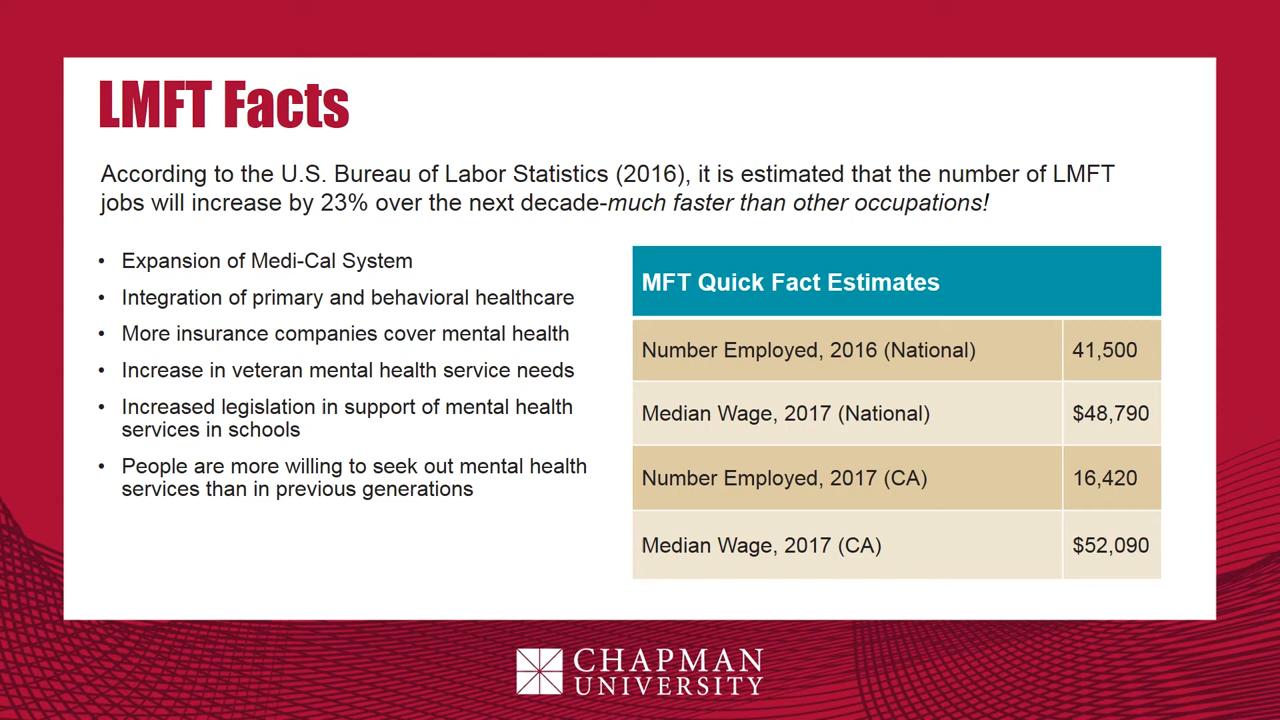 LMFT Facts
According to the U.S. Bureau of Labor Statistics (2016), it is estimated that the number of LMFT
jobs will increase by 23% over the next decade-much faster than other occupations!
• Expansion of Medi-Cal System
• Integration of primary and behavioral healthcare
• More insurance companies cover mental health
• Increase in veteran mental health service needs
• Increased legislation in support of mental health
services in schools
• People are more willing to seek out mental health
services than in previous generations
MFT Quick Fact Estimates
Number Employed, 2016 (National) 41,500
Median Wage, 2017 (National) $48,790
Number Employed, 2017 (CA) 16,420
Median Wage, 2017 (CA) $52,090
CHAPMAN
UNIVERSITY